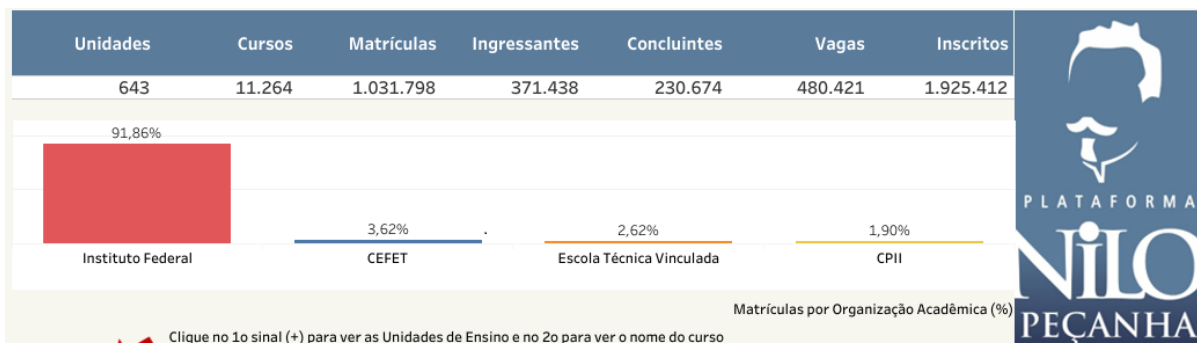 Unidades Cursos Matrículas Ingressantes Concluintes Vagas Inscritos
643 11.264 1.031.798 371.438 230.674 480.421 1.925.412
91,86% 3,62% 2,62% 1,90%
Instituto Federal CEFET Escola Técnica Vinculada CPII
Matrículas por Organização Acadêmica (%)
Clique no 1o sinal (+) para ver as Unidades de Ensino e no 2o para ver o nome do curso
PLATAFORMA
NiLO
PEÇANHA